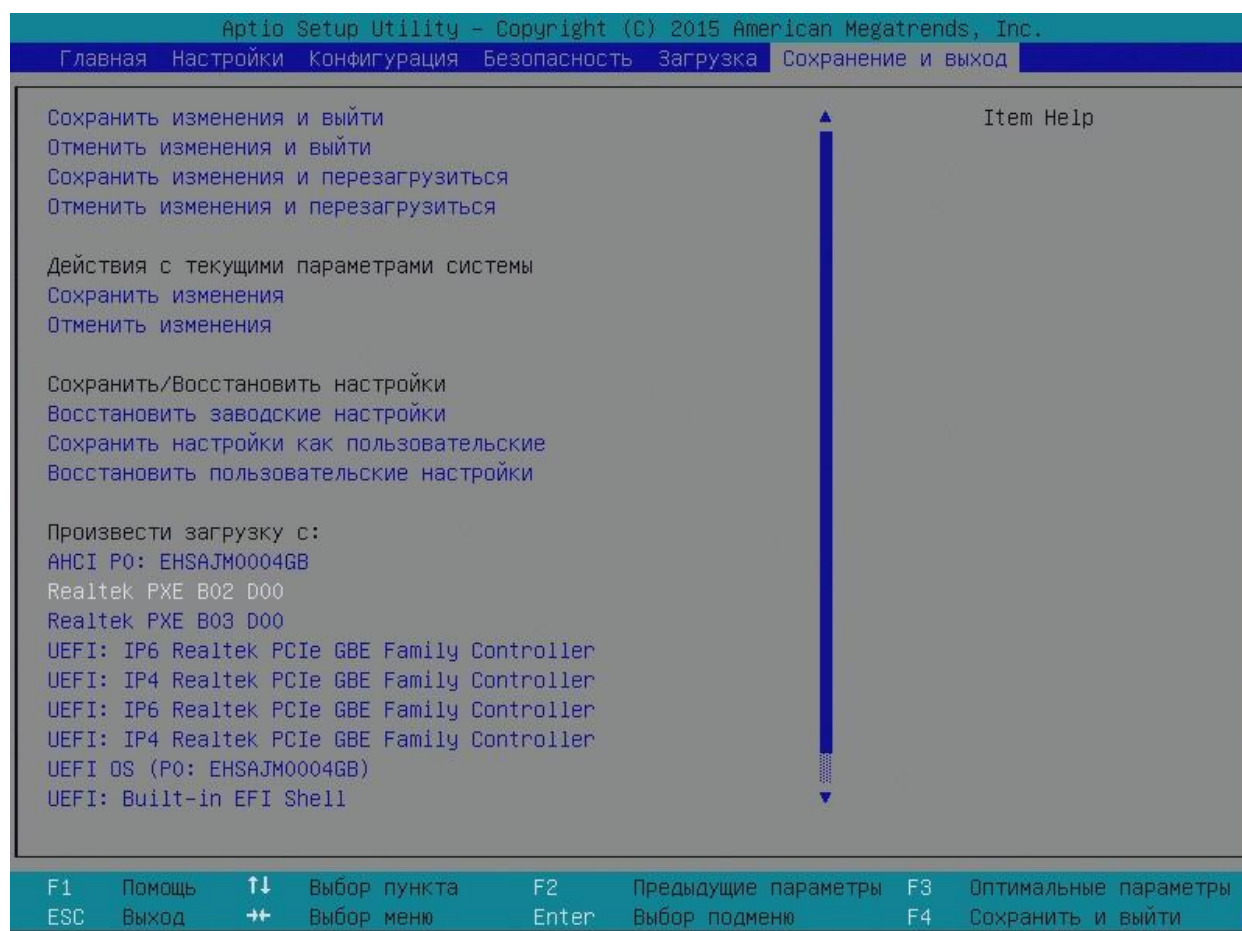 Aptio Setup Utility – Copyright (C) 2015 American Megatrends, Inc.
Главная Настройки Конфигурация Безопасность Загрузка Сохранение и выход
Сохранить изменения и выйти
Отменить изменения и выйти
Сохранить изменения и перезагрузиться
Отменить изменения и перезагрузиться
Действия с текущими параметрами системы
Сохранить изменения
Отменить изменения
Сохранить/Восстановить настройки
Восстановить заводские настройки
Сохранить настройки как пользовательские
Восстановить пользовательские настройки
Произвести загрузку с:
AHCI P0: EHSAJM0004GB
Realtek PXE B02 D00
Realtek PXE B03 D00
UEFI: IP6 Realtek PCIe GBE Family Controller
UEFI: IP4 Realtek PCIe GBE Family Controller
UEFI: IP6 Realtek PCIe GBE Family Controller
UEFI: IP4 Realtek PCIe GBE Family Controller
UEFI OS (P0: EHSAJM0004GB)
UEFI: Built-in EFI Shell
Item Help
F1 Помощь ↑↓ Выбор пункта F2 Предыдущие параметры F3 Оптимальные параметры
ESC Выход →← Выбор меню Enter Выбор подменю F4 Сохранить и выйти